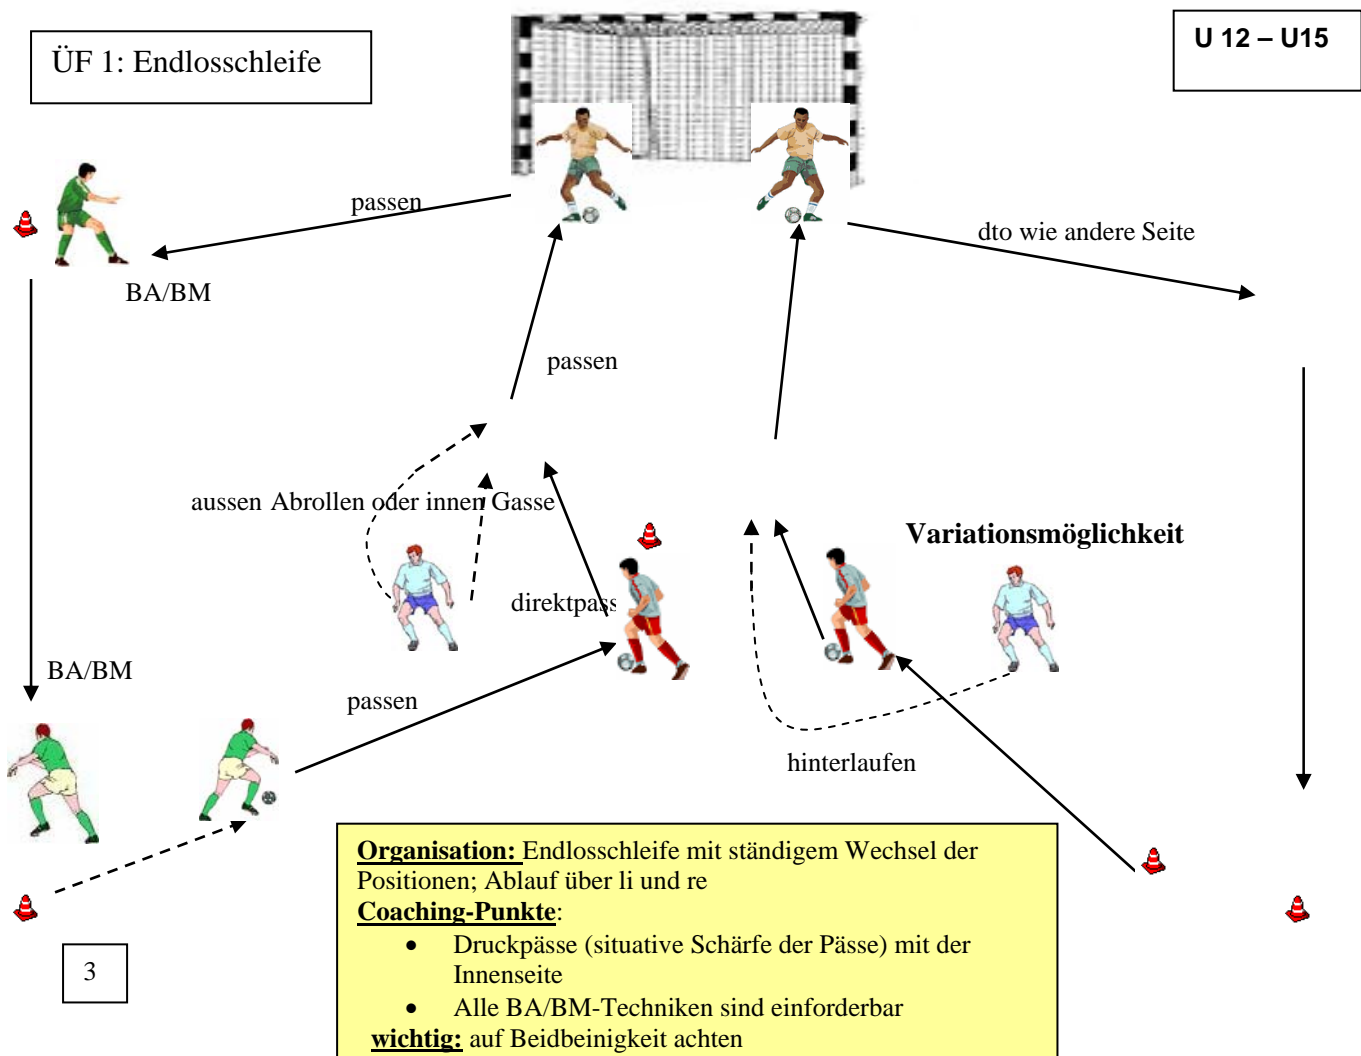 ÜF 1: Endlosschleife
U 12 – U15
passen
dto wie andere Seite
BA/BM
passen
aussen Abrollen oder innen Gasse
Variationsmöglichkeit
direktpass
BA/BM
passen
hinterlaufen
Organisation: Endlosschleife mit ständigem Wechsel der
Positionen; Ablauf über li und re
Coaching-Punkte:
• Druckpässe (situative Schärfe der Pässe) mit der
Innenseite
• Alle BA/BM-Techniken sind einforderbar
wichtig: auf Beidbeinigkeit achten
3